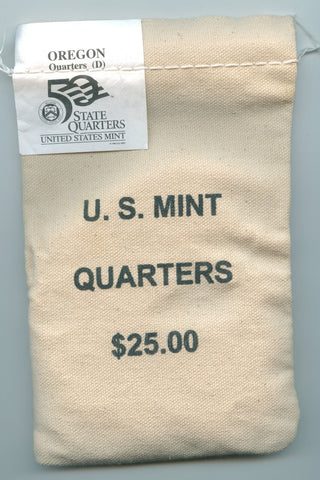 OREGON
Quarters (D)
50
STATE
QUARTERS
UNITED STATES MINT
U. S. MINT
QUARTERS
$25.00